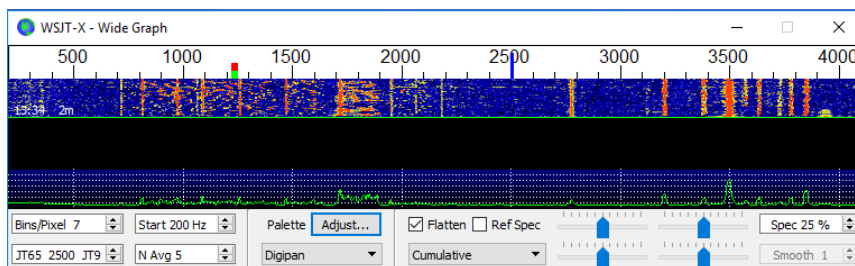 WSJT-X - Wide Graph
500 1000 1500 2000 2500 3000 3500 4000
13:34 2m
Bins/Pixel 7 Start 200 Hz Palette Adjust... Flatten Ref Spec Spec 25 %
JT65 2500 JT9 N Avg 5 Digipan Cumulative Smooth 1